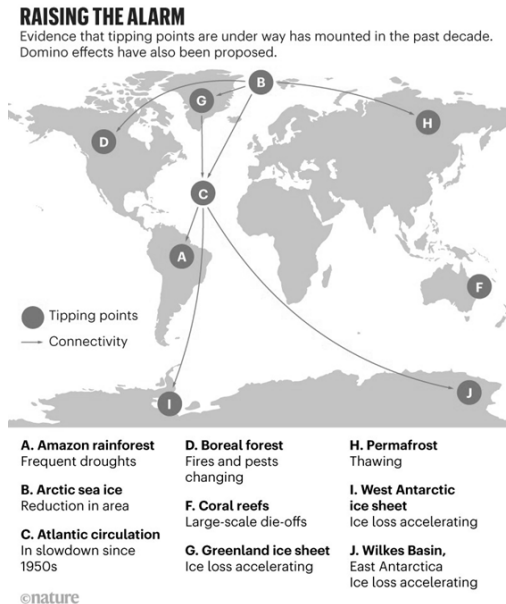 RAISING THE ALARM
Evidence that tipping points are under way has mounted in the past decade.
Domino effects have also been proposed.
B
G
D
H
C
A
F
Tipping points
Connectivity
J
I
A. Amazon rainforest
Frequent droughts
B. Arctic sea ice
Reduction in area
C. Atlantic circulation
In slowdown since
1950s
D. Boreal forest
Fires and pests
changing
F. Coral reefs
Large-scale die-offs
G. Greenland ice sheet
Ice loss accelerating
H. Permafrost
Thawing
I. West Antarctic
ice sheet
Ice loss accelerating
J. Wilkes Basin,
East Antarctica
Ice loss accelerating
©nature